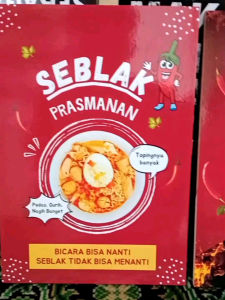 SEBLAK
PRASMANAN
Topingnya
banyak
Pedas, Gurih,
Nagih Banget
BICARA BISA NANTI
SEBLAK TIDAK BISA MENANTI